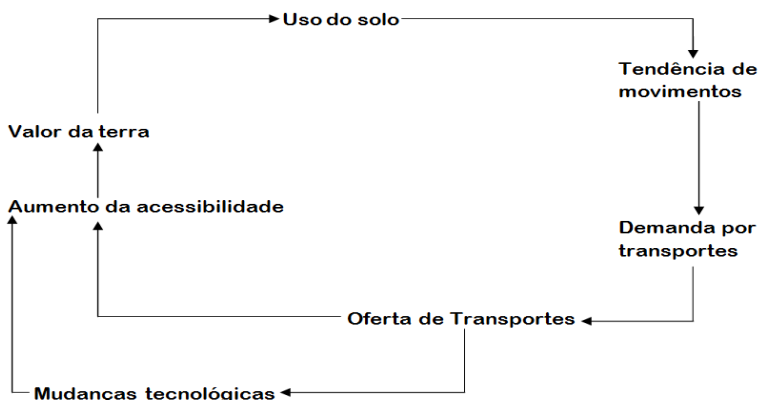 Uso do solo
Tendência de
movimentos
Valor da terra
Aumento da acessibilidade
Demanda por
transportes
Oferta de Transportes
Mudancas tecnológicas